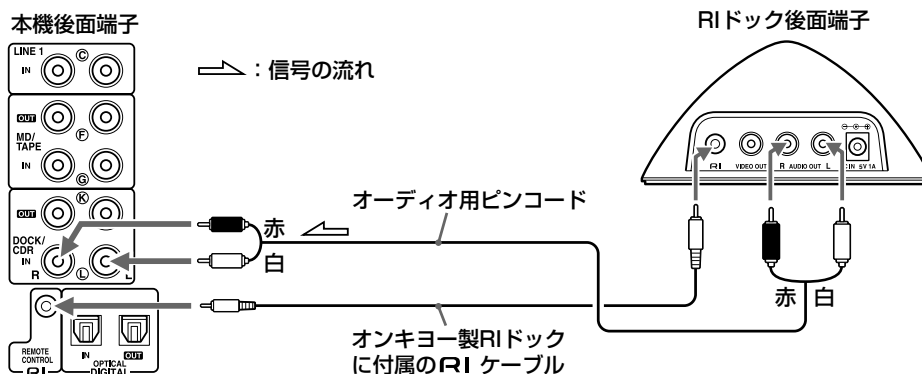 本機後面端子
LINE 1
IN
C
OUT
MD/
TAPE
IN
F
G
K
OUT
DOCK/
CDR
IN
R
L
L
REMOTE
CONTROL
RI
IN
OUT
OPTICAL
DIGITAL
：信号の流れ
オーディオ用ピンコード
赤
白
オンキヨー製RIドック
に付属のRI ケーブル
RIドック後面端子
RI
VIDEO OUT
R AUDIO OUT L
IN 5V 1A
赤 白